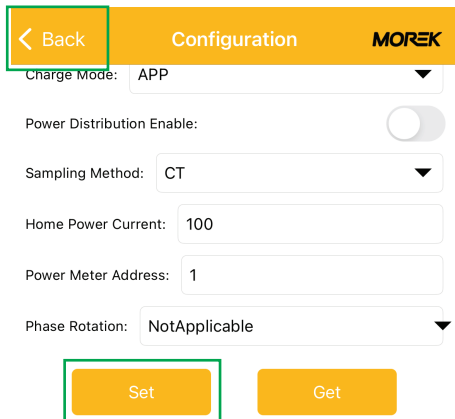 Back Configuration MOREK
Charge Mode: APP
Power Distribution Enable:
Sampling Method: CT
Home Power Current: 100
Power Meter Address: 1
Phase Rotation: NotApplicable
Set Get